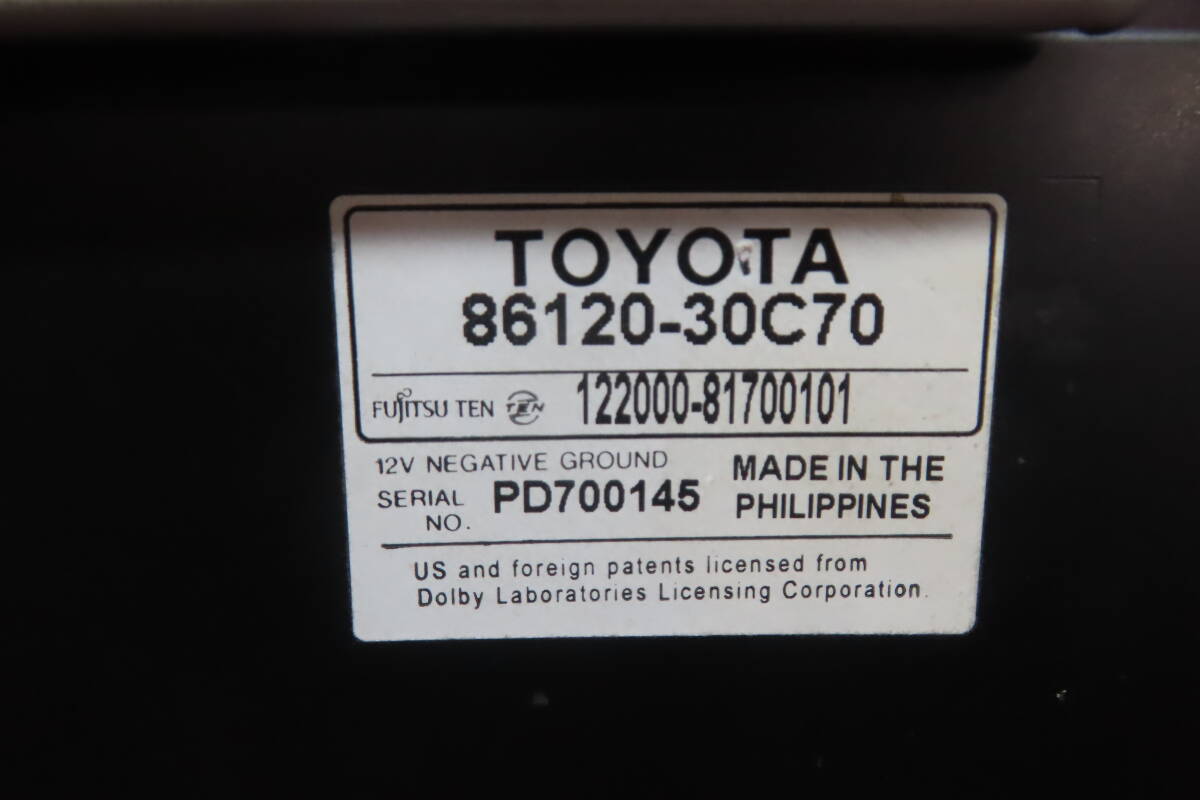 TOYOTA
86120-30C70
FUJITSU TEN TEN 122000-81700101
12V NEGATIVE GROUND
SERIAL NO. PD700145
MADE IN THE
PHILIPPINES
US and foreign patents licensed from
Dolby Laboratories Licensing Corporation.